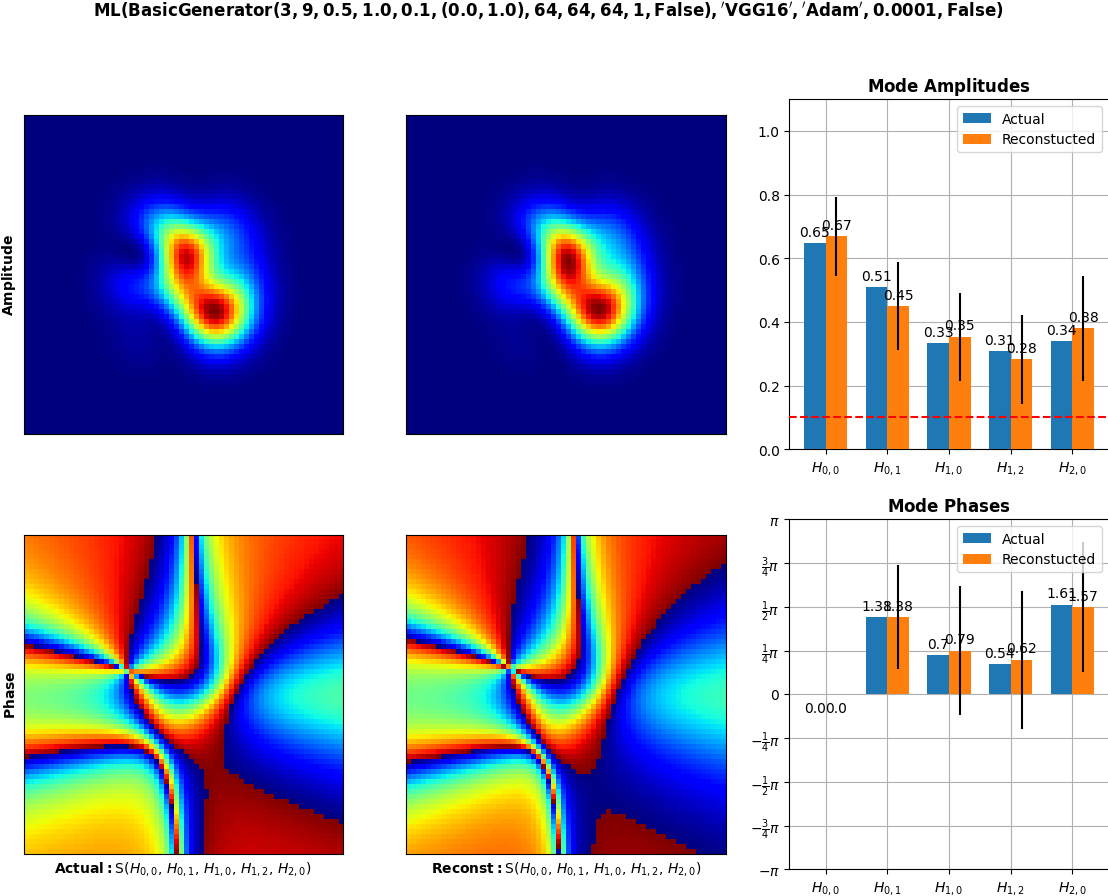 ML(BasicGenerator(3, 9, 0.5, 1.0, 0.1, (0.0, 1.0), 64, 64, 64, 1, False), ′VGG16′, ′Adam′, 0.0001, False)
Amplitude
Mode Amplitudes
Actual
Reconstucted
1.0
0.8
0.6
0.4
0.2
0.0
0.65
0.67
0.51
0.45
0.33
0.35
0.31
0.28
0.34
0.38
H0,0
H0,1
H1,0
H1,2
H2,0
Phase
Actual: S(H0,0, H0,1, H1,0, H1,2, H2,0)
Reconst: S(H0,0, H0,1, H1,0, H1,2, H2,0)
Mode Phases
Actual
Reconstucted
π
3/4π
1/2π
1/4π
0
−1/4π
−1/2π
−3/4π
−π
0.0
0.0
1.38
1.38
0.7
0.79
0.54
0.62
1.61
1.57
H0,0
H0,1
H1,0
H1,2
H2,0